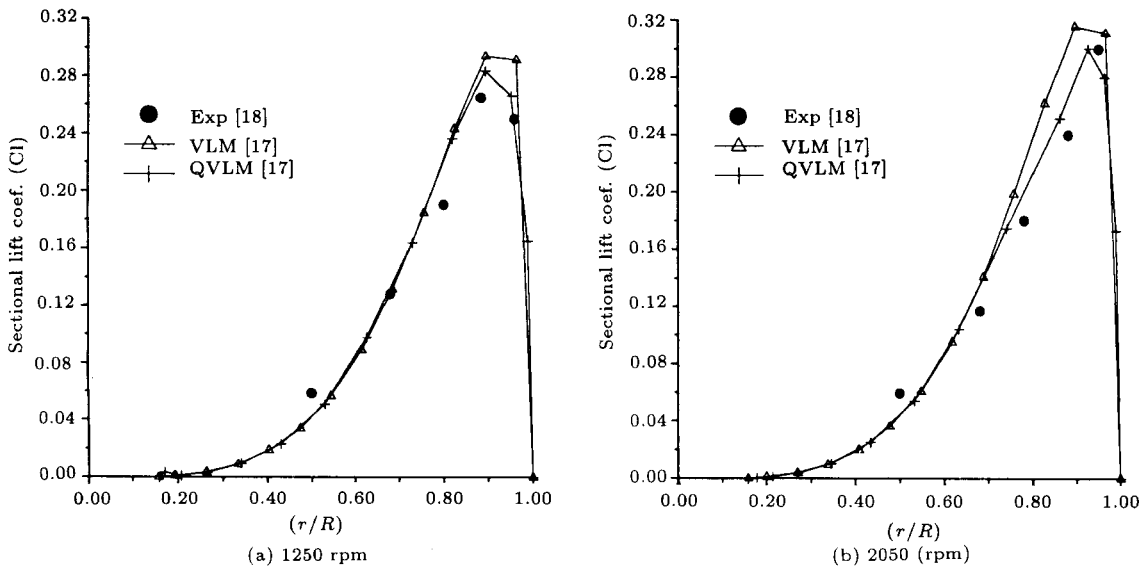 0.32
0.28
0.24
0.20
0.16
0.12
0.08
0.04
0.00
Sectional lift coef. (Cl)
Exp [18]
VLM [17]
QVLM [17]
0.00 0.20 0.40 0.60 0.80 1.00
(r/R)
(a) 1250 rpm
0.32
0.28
0.24
0.20
0.16
0.12
0.08
0.04
0.00
Sectional lift coef. (Cl)
Exp [18]
VLM [17]
QVLM [17]
0.00 0.20 0.40 0.60 0.80 1.00
(r/R)
(b) 2050 (rpm)